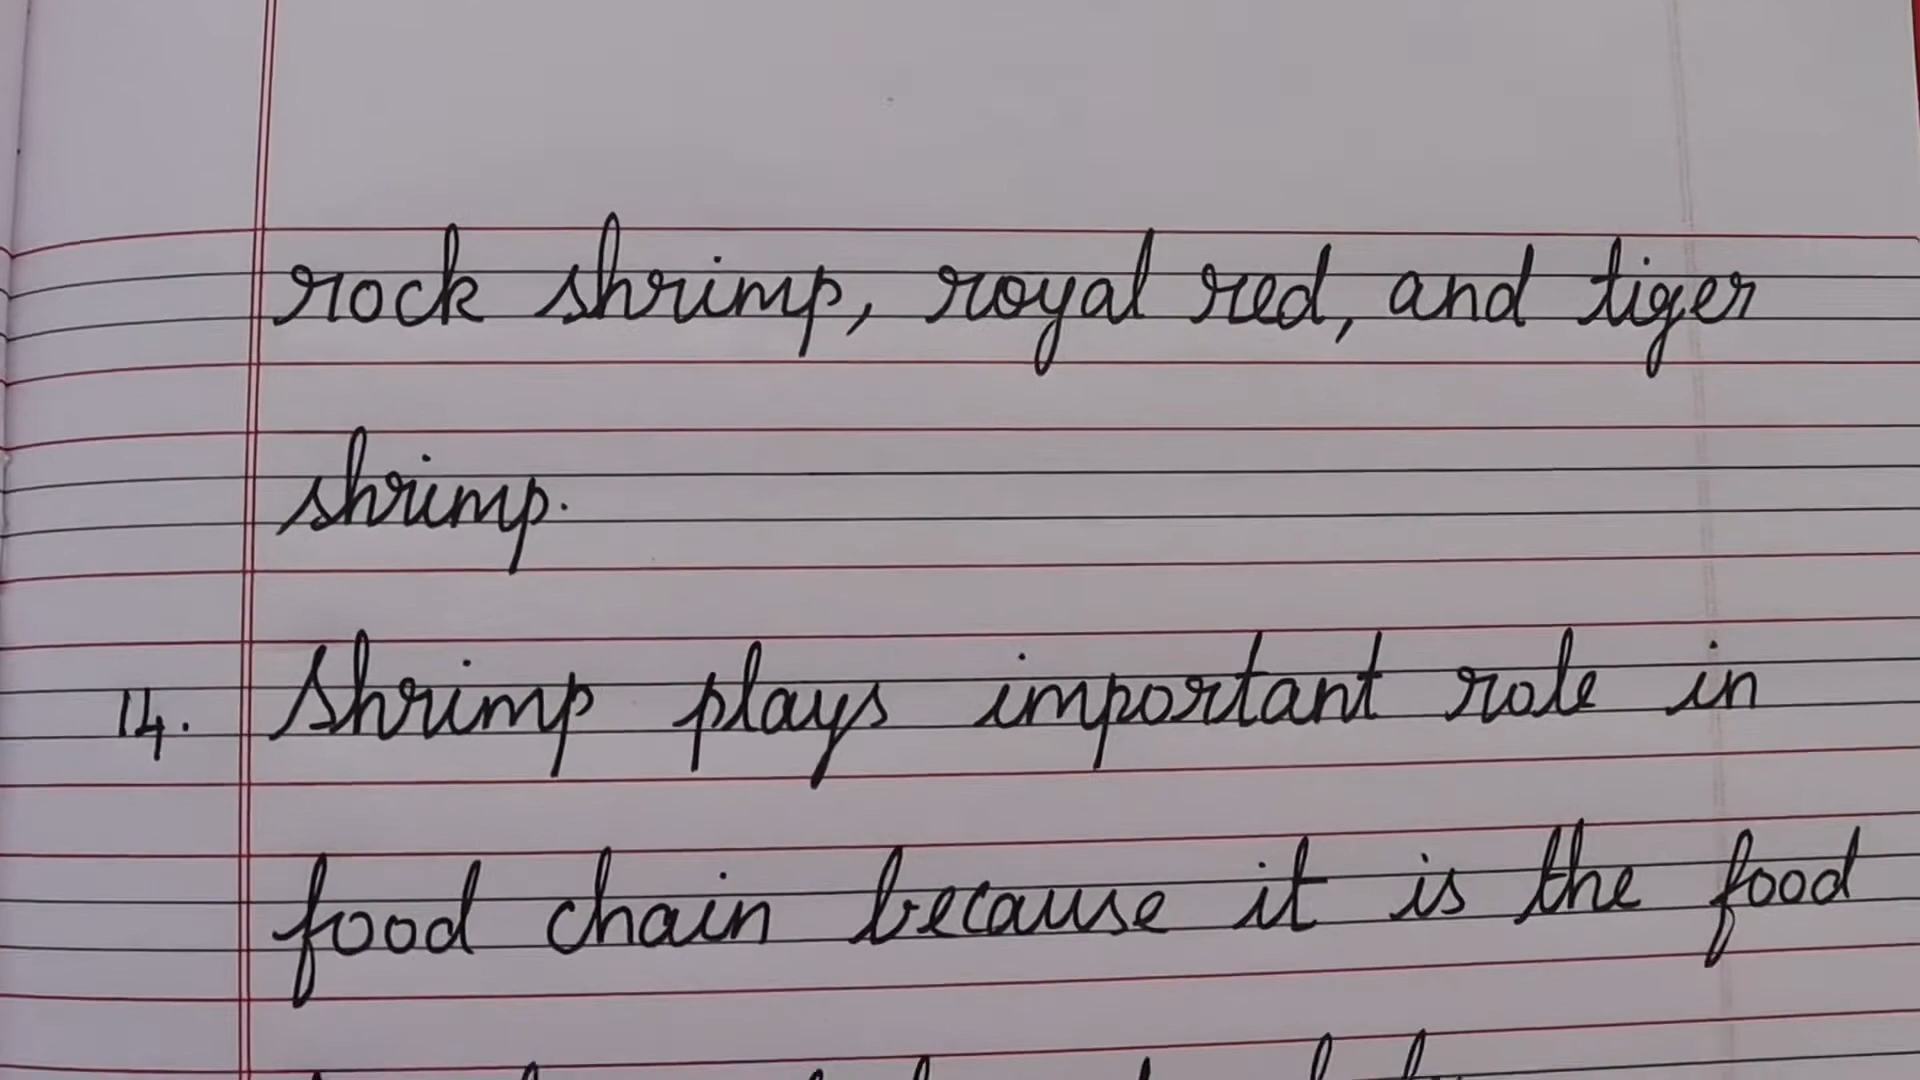 rock shrimp, royal red, and tiger
shrimp.
14. Shrimp plays important role in
food chain because it is the food